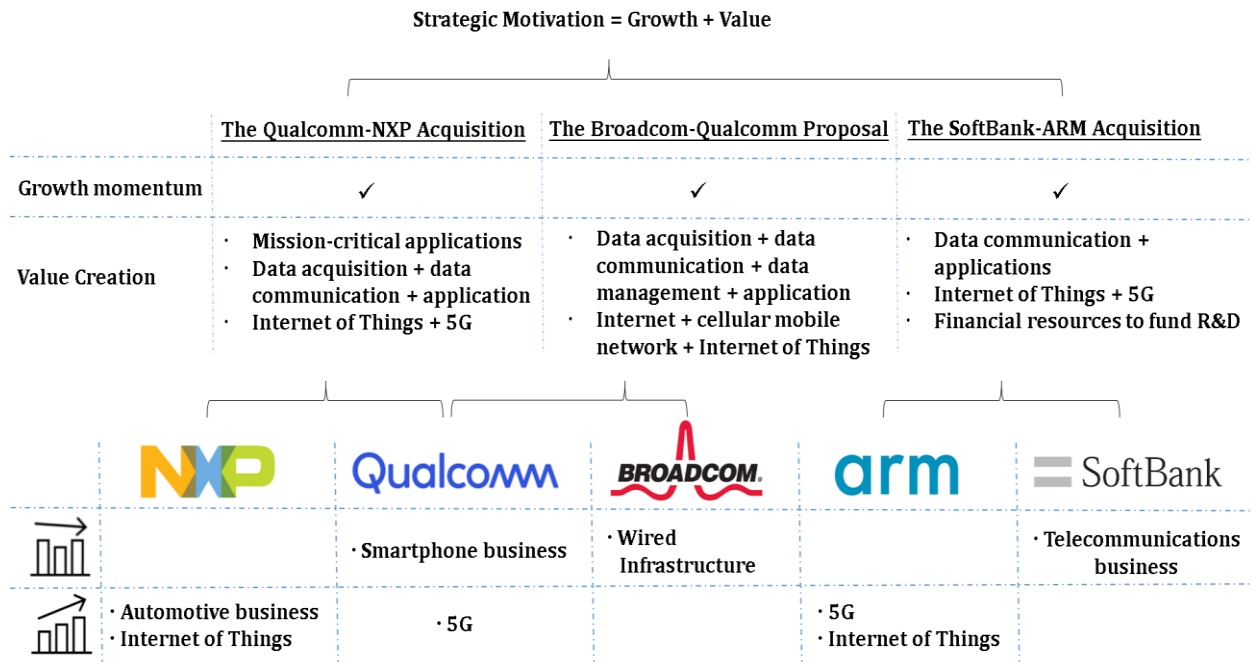 Strategic Motivation = Growth + Value
The Qualcomm-NXP Acquisition
The Broadcom-Qualcomm Proposal
The SoftBank-ARM Acquisition
Growth momentum
✓
✓
✓
Value Creation
· Mission-critical applications
· Data acquisition + data
communication + application
· Internet of Things + 5G
· Data acquisition + data
communication + data
management + application
· Internet + cellular mobile
network + Internet of Things
· Data communication +
applications
· Internet of Things + 5G
· Financial resources to fund R&D
NXP
Qualcomm
BROADCOM.
arm
SoftBank
· Smartphone business
· Wired
Infrastructure
· Telecommunications
business
· Automotive business
· Internet of Things
· 5G
· 5G
· Internet of Things